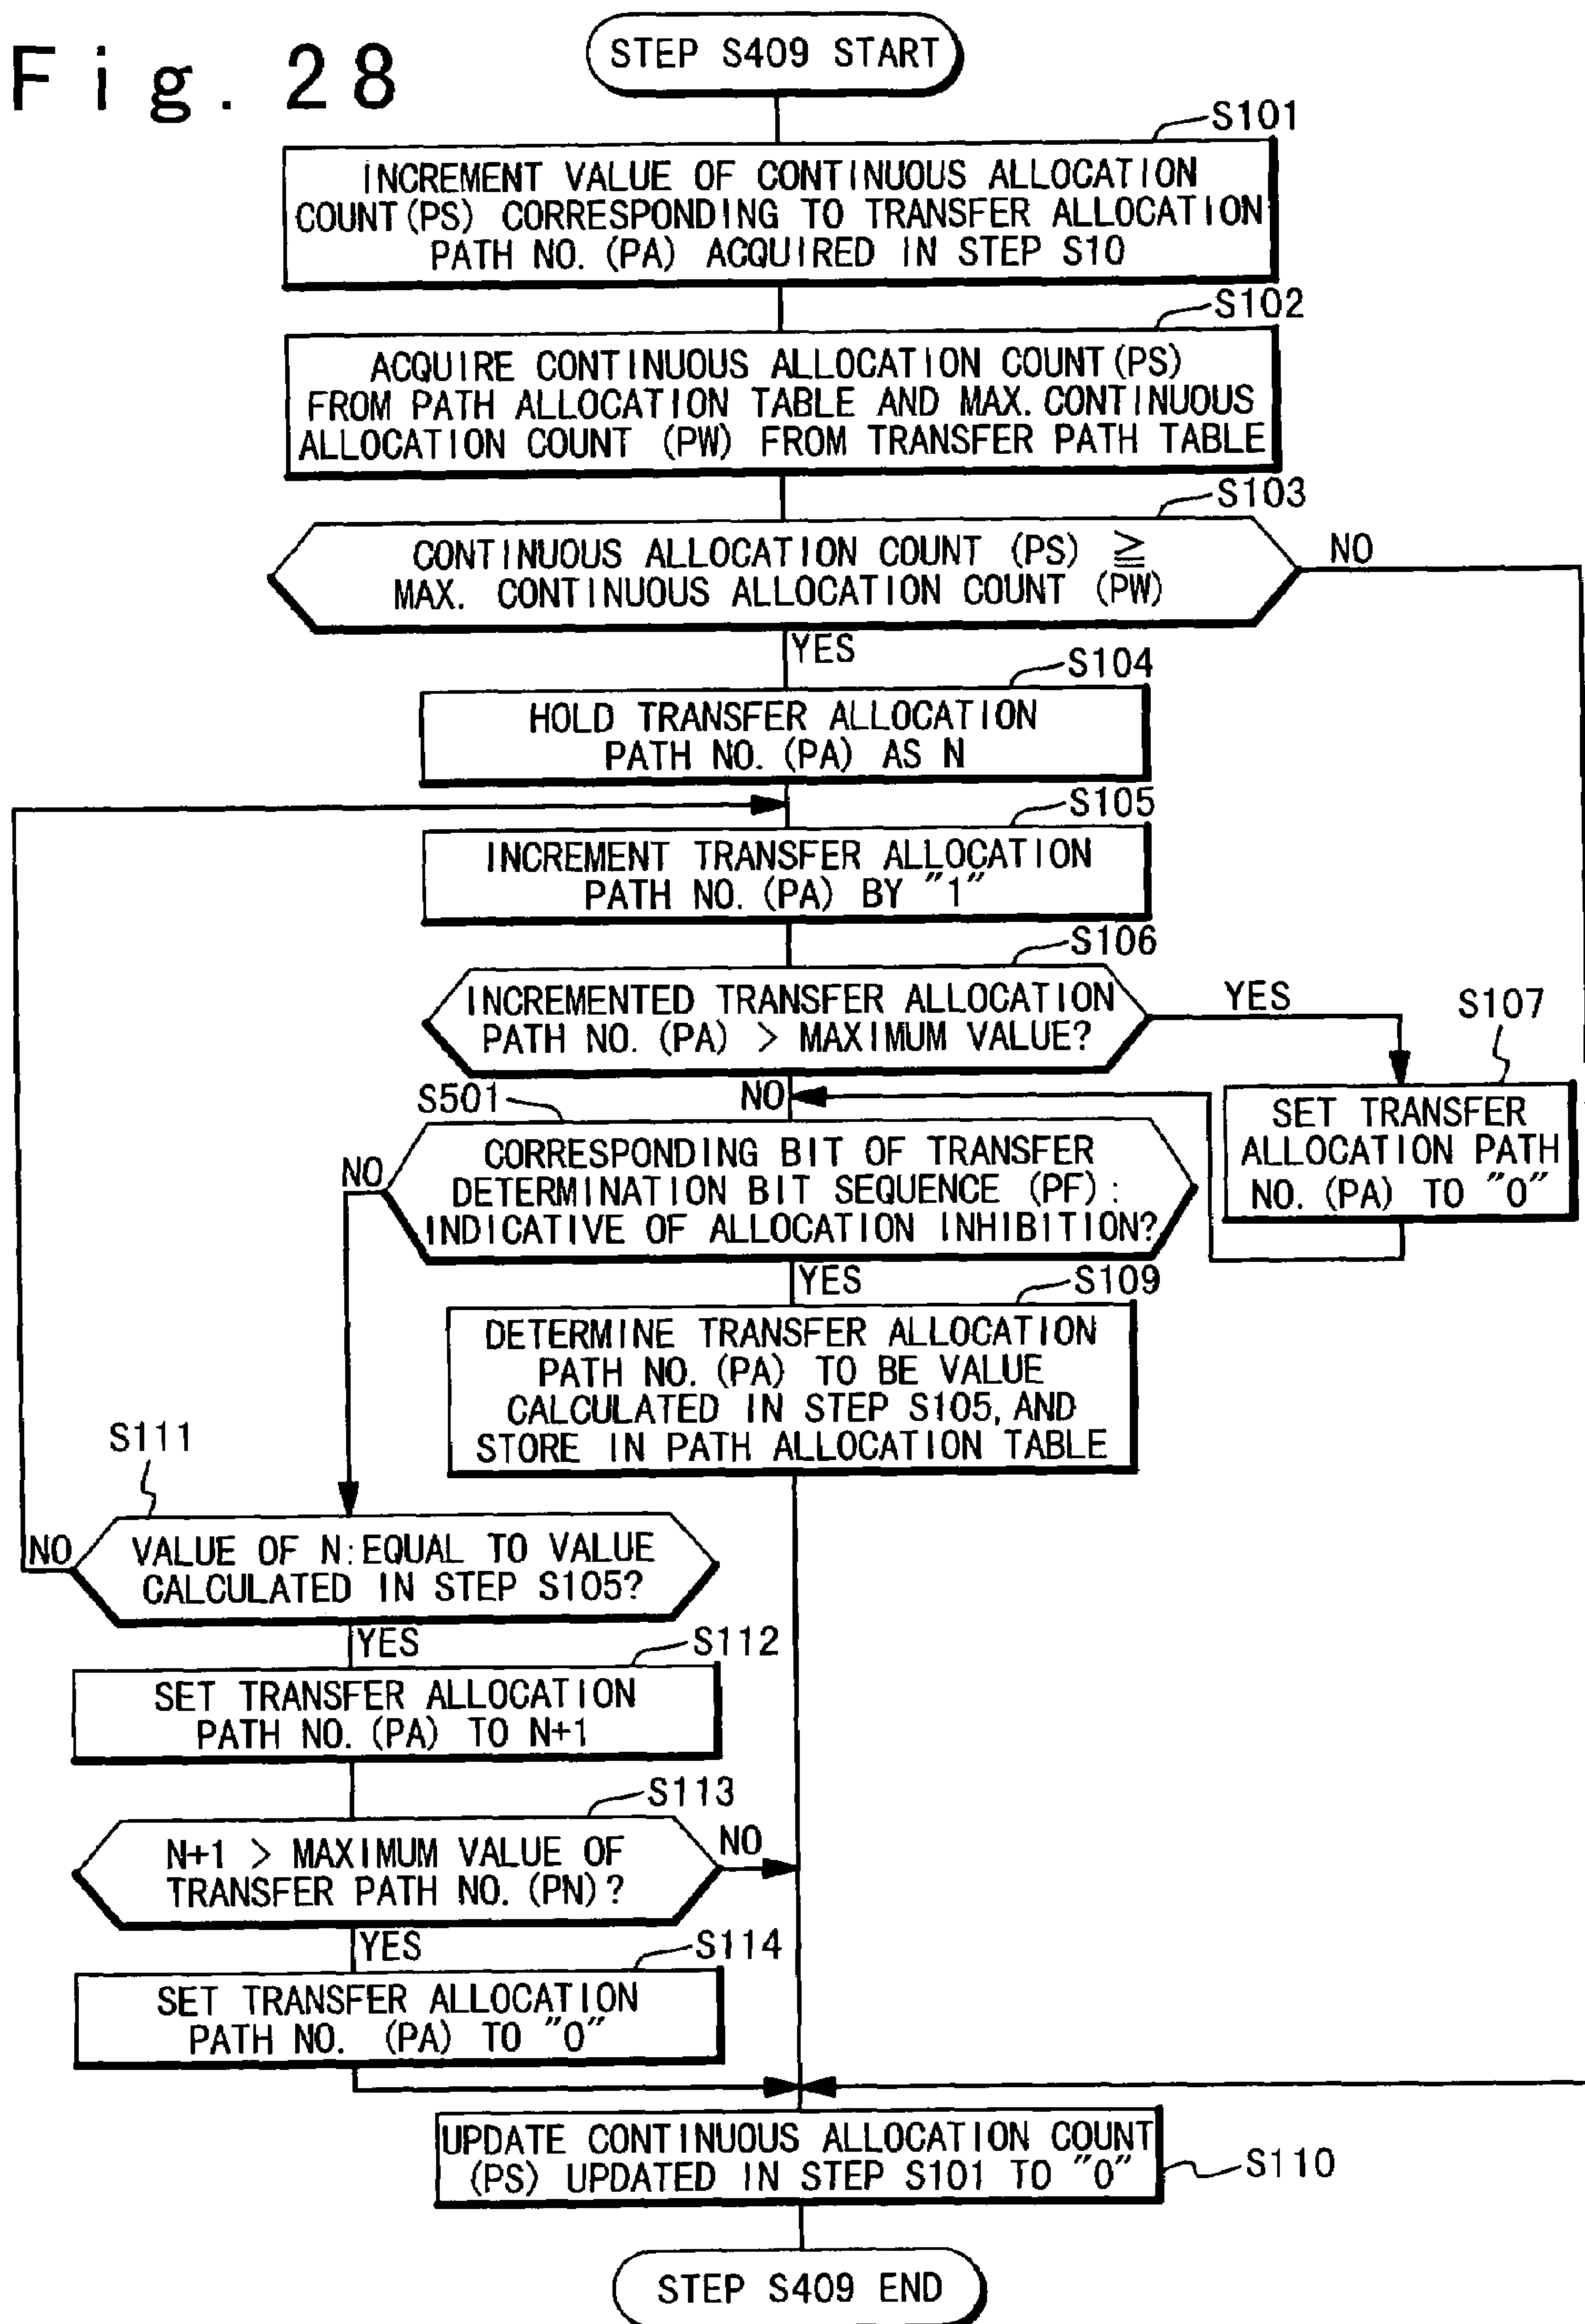 Fig. 28
STEP S409 START
S101
INCREMENT VALUE OF CONTINUOUS ALLOCATION
COUNT(PS) CORRESPONDING TO TRANSFER ALLOCATION
PATH NO. (PA) ACQUIRED IN STEP S10
S102
ACQUIRE CONTINUOUS ALLOCATION COUNT(PS)
FROM PATH ALLOCATION TABLE AND MAX. CONTINUOUS
ALLOCATION COUNT (PW) FROM TRANSFER PATH TABLE
S103
CONTINUOUS ALLOCATION COUNT (PS) ≧
MAX. CONTINUOUS ALLOCATION COUNT (PW)
NO
YES
S104
HOLD TRANSFER ALLOCATION
PATH NO. (PA) AS N
S105
INCREMENT TRANSFER ALLOCATION
PATH NO. (PA) BY "1"
S106
INCREMENTED TRANSFER ALLOCATION
PATH NO. (PA) > MAXIMUM VALUE?
YES
S107
SET TRANSFER
ALLOCATION PATH
NO. (PA) TO "0"
NO
S501
CORRESPONDING BIT OF TRANSFER
DETERMINATION BIT SEQUENCE (PF):
INDICATIVE OF ALLOCATION INHIBITION?
NO
YES
S109
DETERMINE TRANSFER ALLOCATION
PATH NO. (PA) TO BE VALUE
CALCULATED IN STEP S105, AND
STORE IN PATH ALLOCATION TABLE
S111
VALUE OF N:EQUAL TO VALUE
CALCULATED IN STEP S105?
NO
YES
S112
SET TRANSFER ALLOCATION
PATH NO. (PA) TO N+1
S113
N+1 > MAXIMUM VALUE OF
TRANSFER PATH NO. (PN)?
NO
YES
S114
SET TRANSFER ALLOCATION
PATH NO. (PA) TO "0"
UPDATE CONTINUOUS ALLOCATION COUNT
(PS) UPDATED IN STEP S101 TO "0"
S110
STEP S409 END